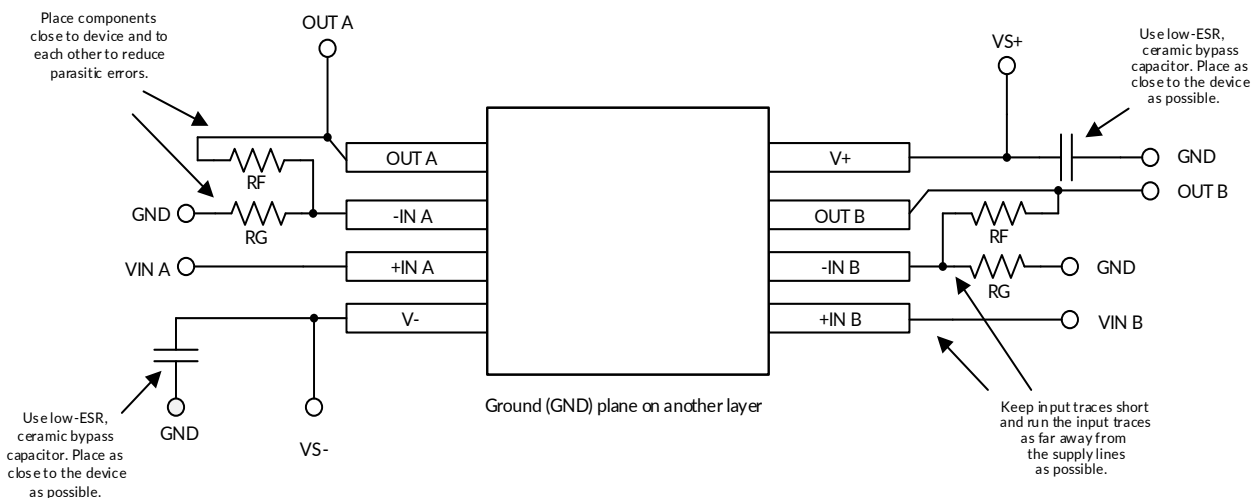 Place components
close to device and to
each other to reduce
parasitic errors.
OUT A
VS+
Use low-ESR,
ceramic bypass
capacitor. Place as
close to the device
as possible.
OUT A
V+
GND
RF
OUT B
GND
RG
-IN A
OUT B
RF
VIN A
+IN A
-IN B
RG
GND
V-
+IN B
VIN B
Use low-ESR,
ceramic bypass
capacitor. Place as
close to the device
as possible.
GND
VS-
Ground (GND) plane on another layer
Keep input traces short
and run the input traces
as far away from
the supply lines
as possible.